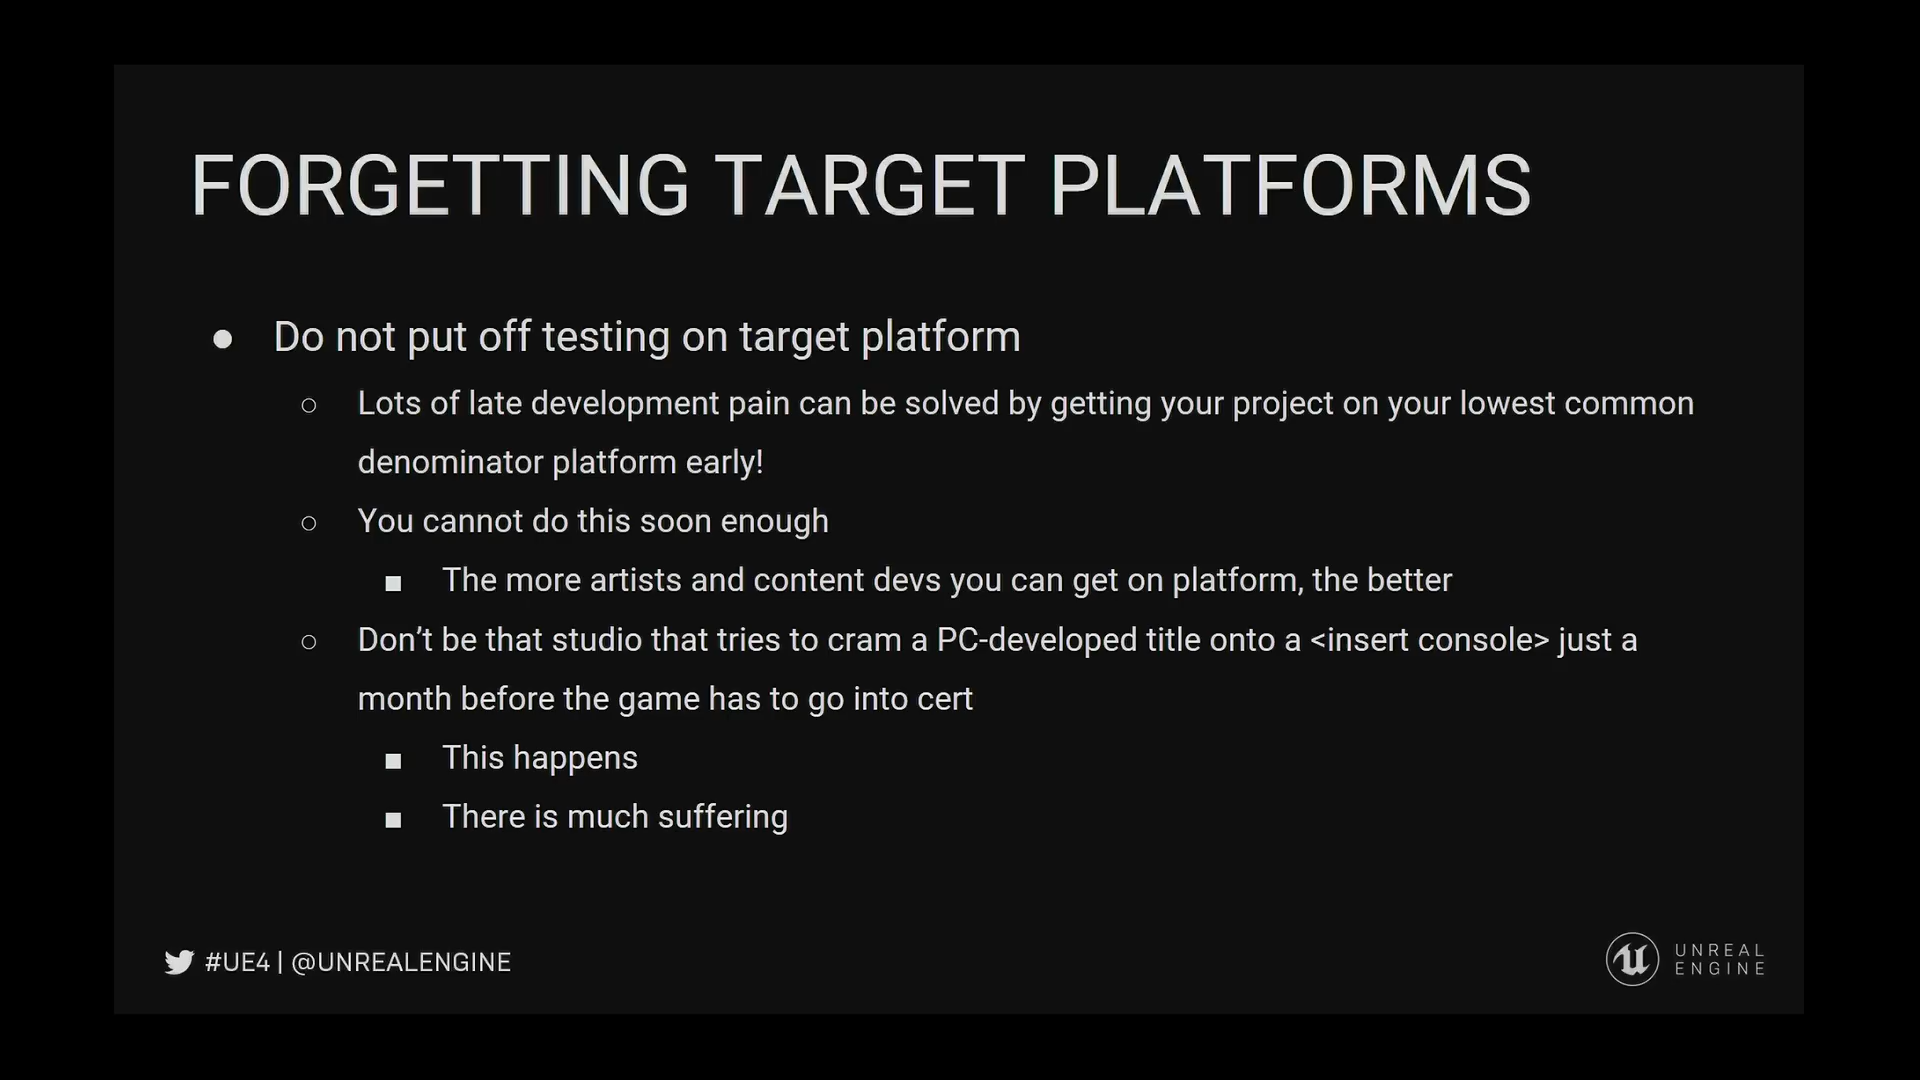 FORGETTING TARGET PLATFORMS
● Do not put off testing on target platform
○ Lots of late development pain can be solved by getting your project on your lowest common
denominator platform early!
○ You cannot do this soon enough
■ The more artists and content devs you can get on platform, the better
○ Don’t be that studio that tries to cram a PC-developed title onto a <insert console> just a
month before the game has to go into cert
■ This happens
■ There is much suffering
#UE4 | @UNREALENGINE
UNREAL
ENGINE